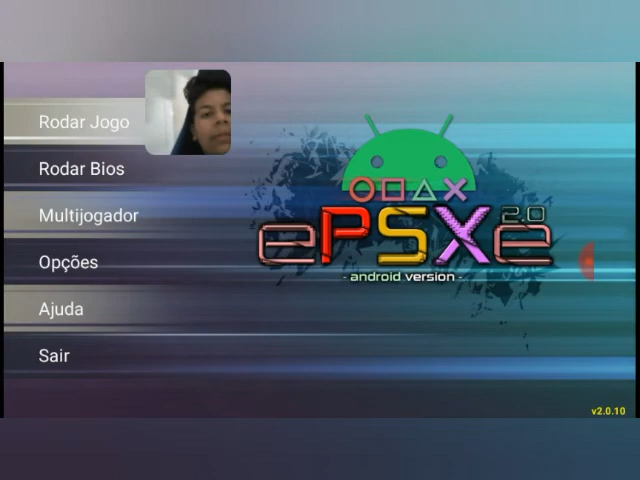 Rodar Jogo
Rodar Bios
Multijogador
Opções
Ajuda
Sair
ePSXe 2.0
- android version -
v2.0.10